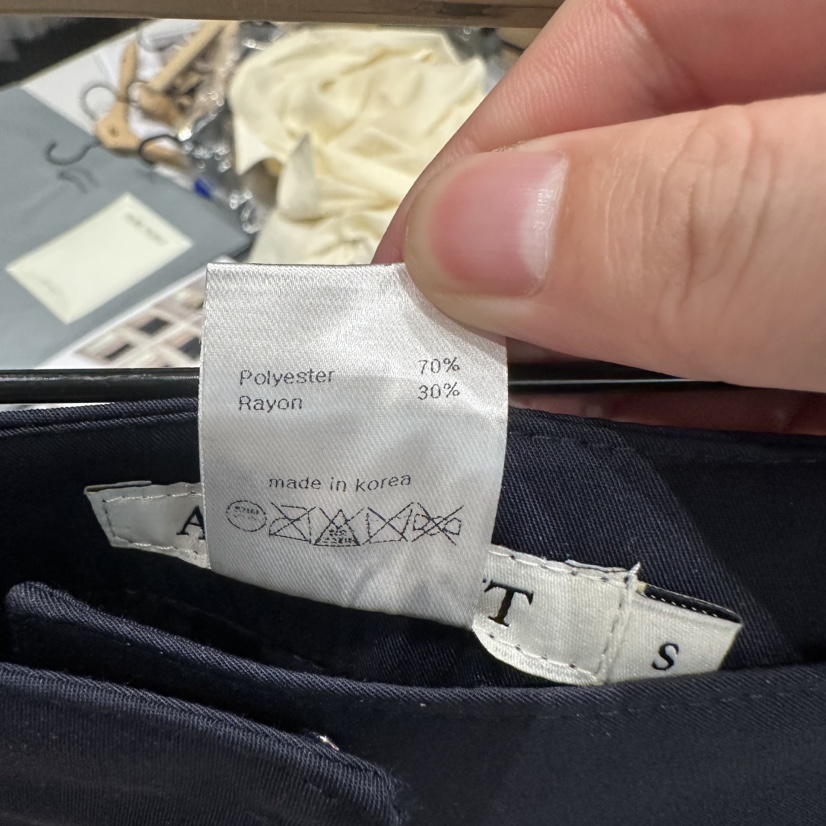 Polyester 70%
Rayon 30%
made in korea
A
T
S